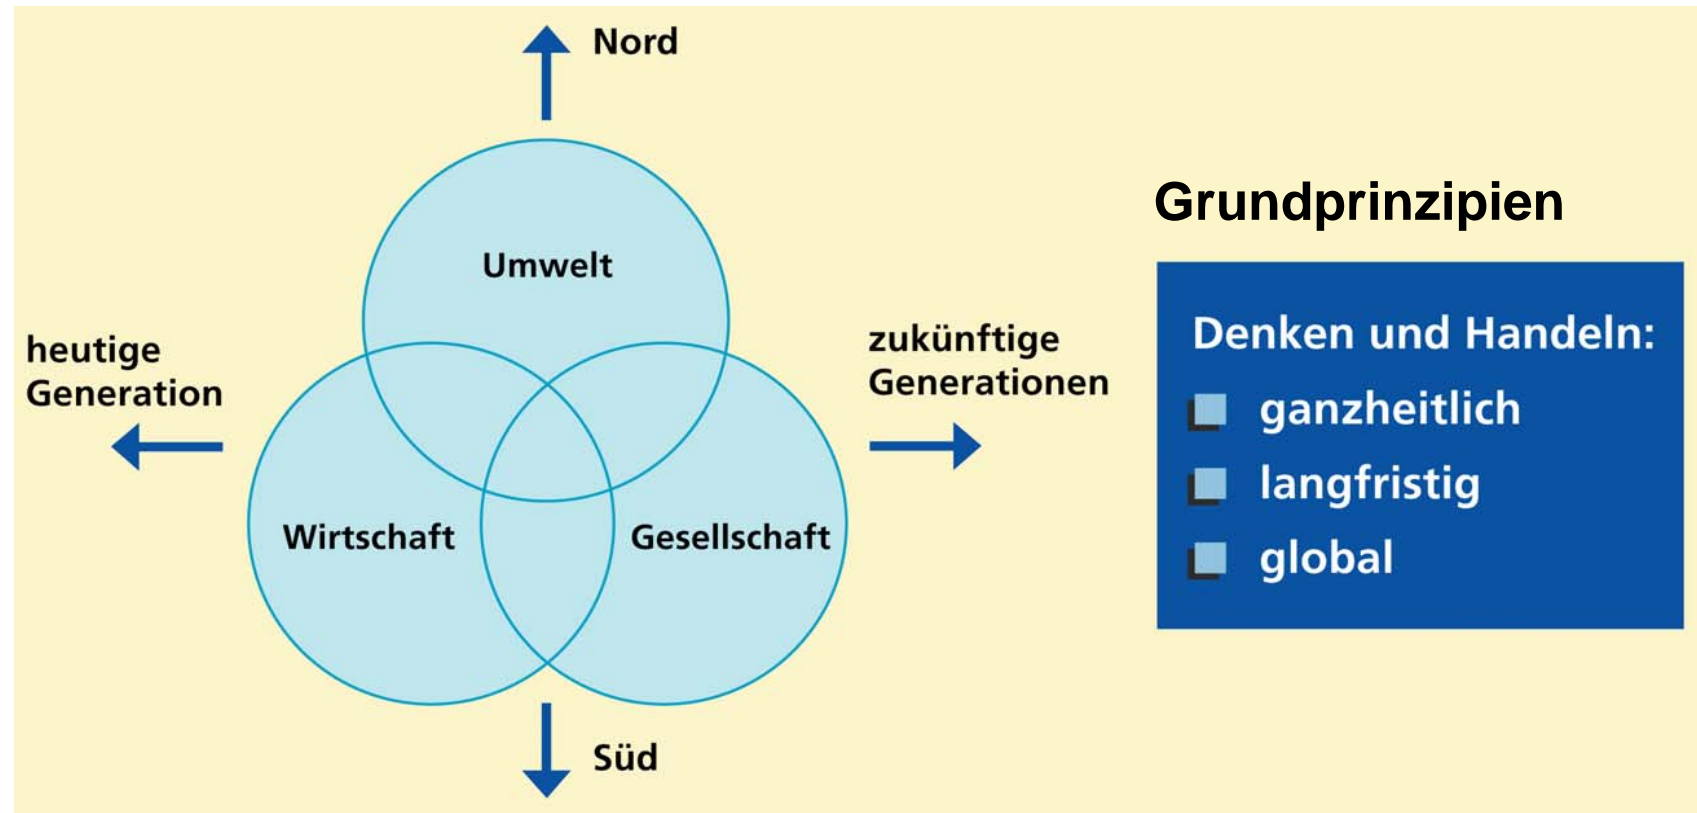 Nord
Umwelt
heutige
Generation
zukünftige
Generationen
Wirtschaft
Gesellschaft
Süd
Grundprinzipien
Denken und Handeln:
ganzheitlich
langfristig
global